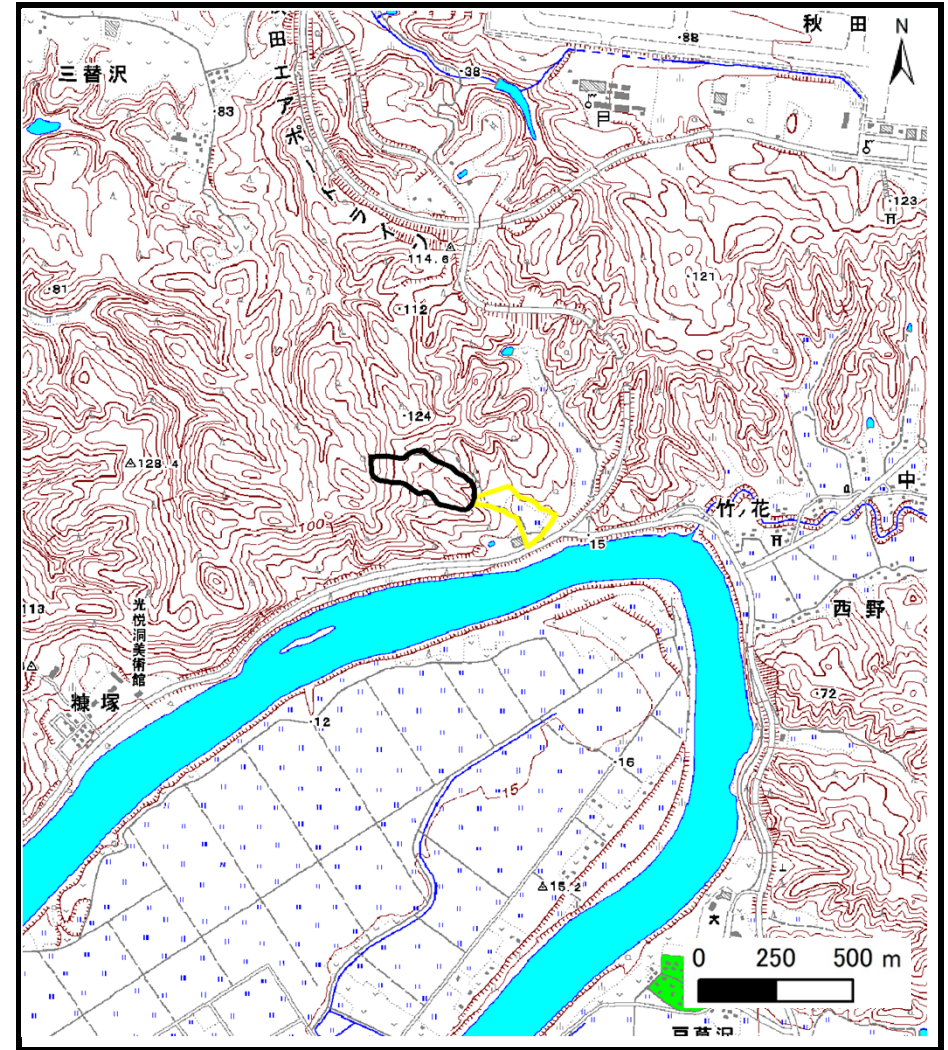 秋田
N
・88
三替沢
・38
・83
田エアポートライン
・123
114.6
・121
・81
・112
・124
128.4
100
中
竹花
15
113
光悦洞美術館
西野
糠塚
・72
・12
・16
15
15.2
0 250 500 m